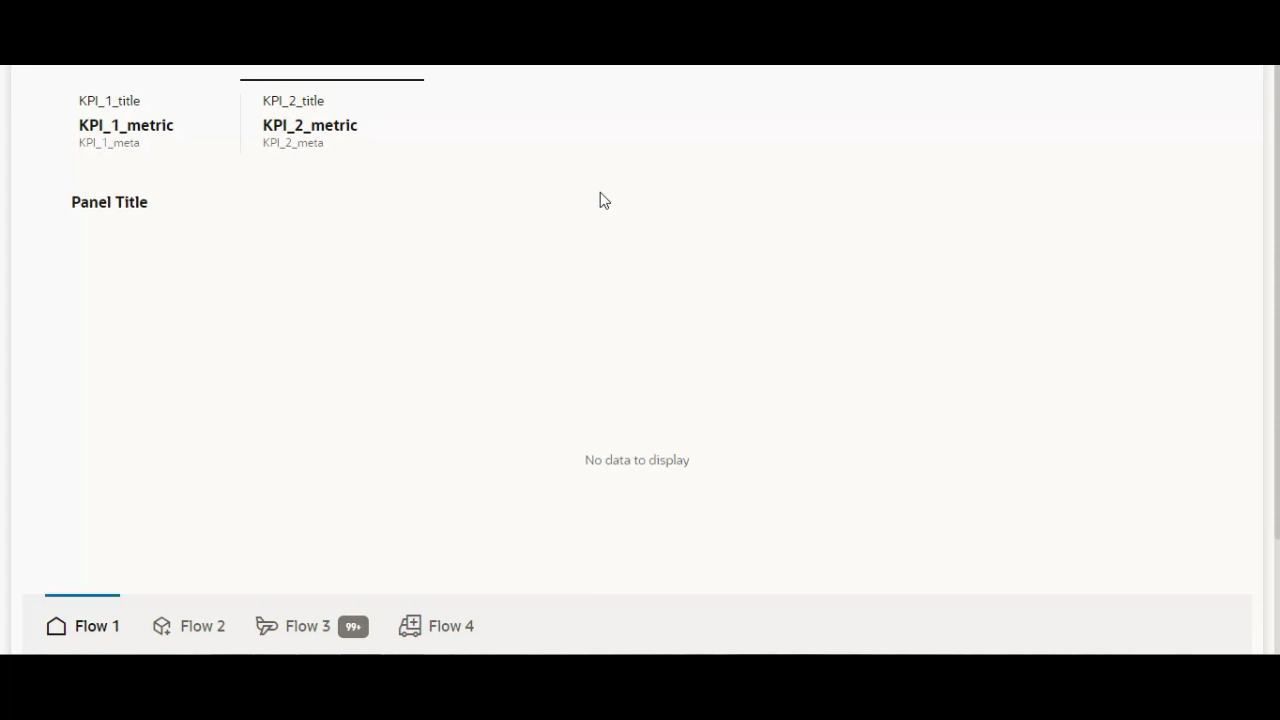 KPI_1_title
KPI_1_metric
KPI_1_meta
KPI_2_title
KPI_2_metric
KPI_2_meta
Panel Title
No data to display
Flow 1
Flow 2
Flow 3 99+
Flow 4